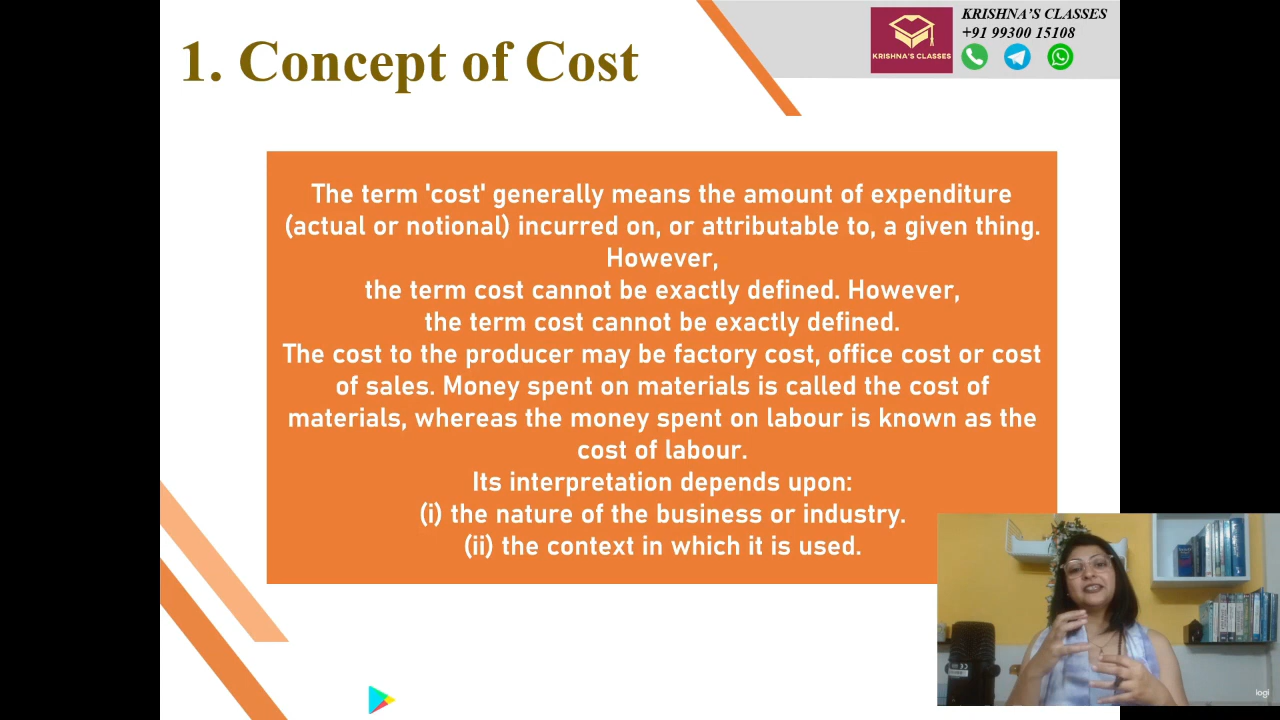 1. Concept of Cost
KRISHNA'S CLASSES
+91 99300 15108
KRISHNA'S CLASSES
The term 'cost' generally means the amount of expenditure
(actual or notional) incurred on, or attributable to, a given thing.
However,
the term cost cannot be exactly defined. However,
the term cost cannot be exactly defined.
The cost to the producer may be factory cost, office cost or cost
of sales. Money spent on materials is called the cost of
materials, whereas the money spent on labour is known as the
cost of labour.
Its interpretation depends upon:
(i) the nature of the business or industry.
(ii) the context in which it is used.
logi